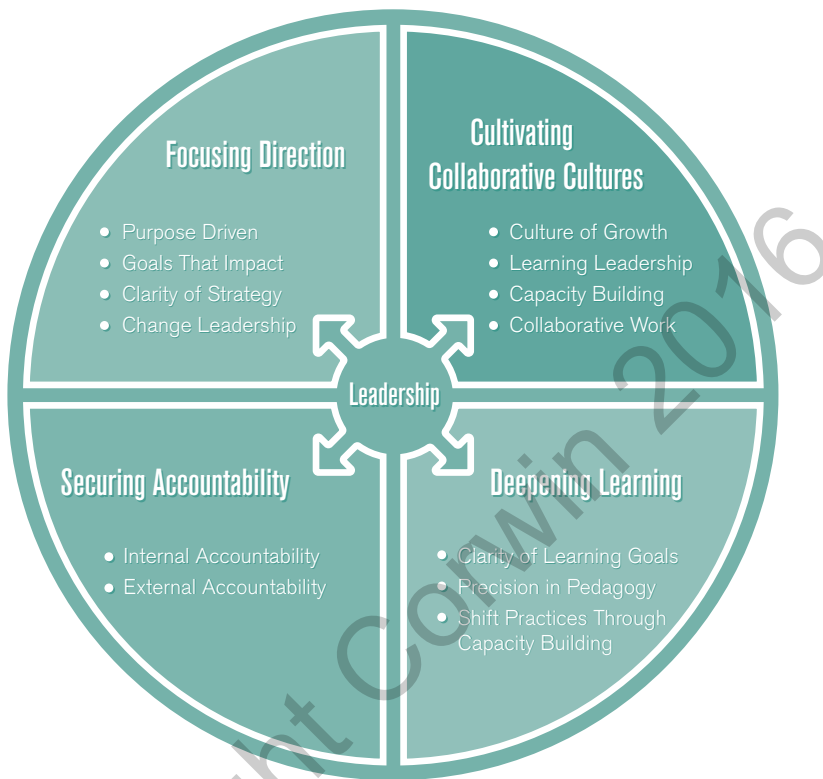 Focusing Direction
• Purpose Driven
• Goals That Impact
• Clarity of Strategy
• Change Leadership
Cultivating
Collaborative Cultures
• Culture of Growth
• Learning Leadership
• Capacity Building
• Collaborative Work
Leadership
Securing Accountability
• Internal Accountability
• External Accountability
Deepening Learning
• Clarity of Learning Goals
• Precision in Pedagogy
• Shift Practices Through
Capacity Building
Corwin 2016